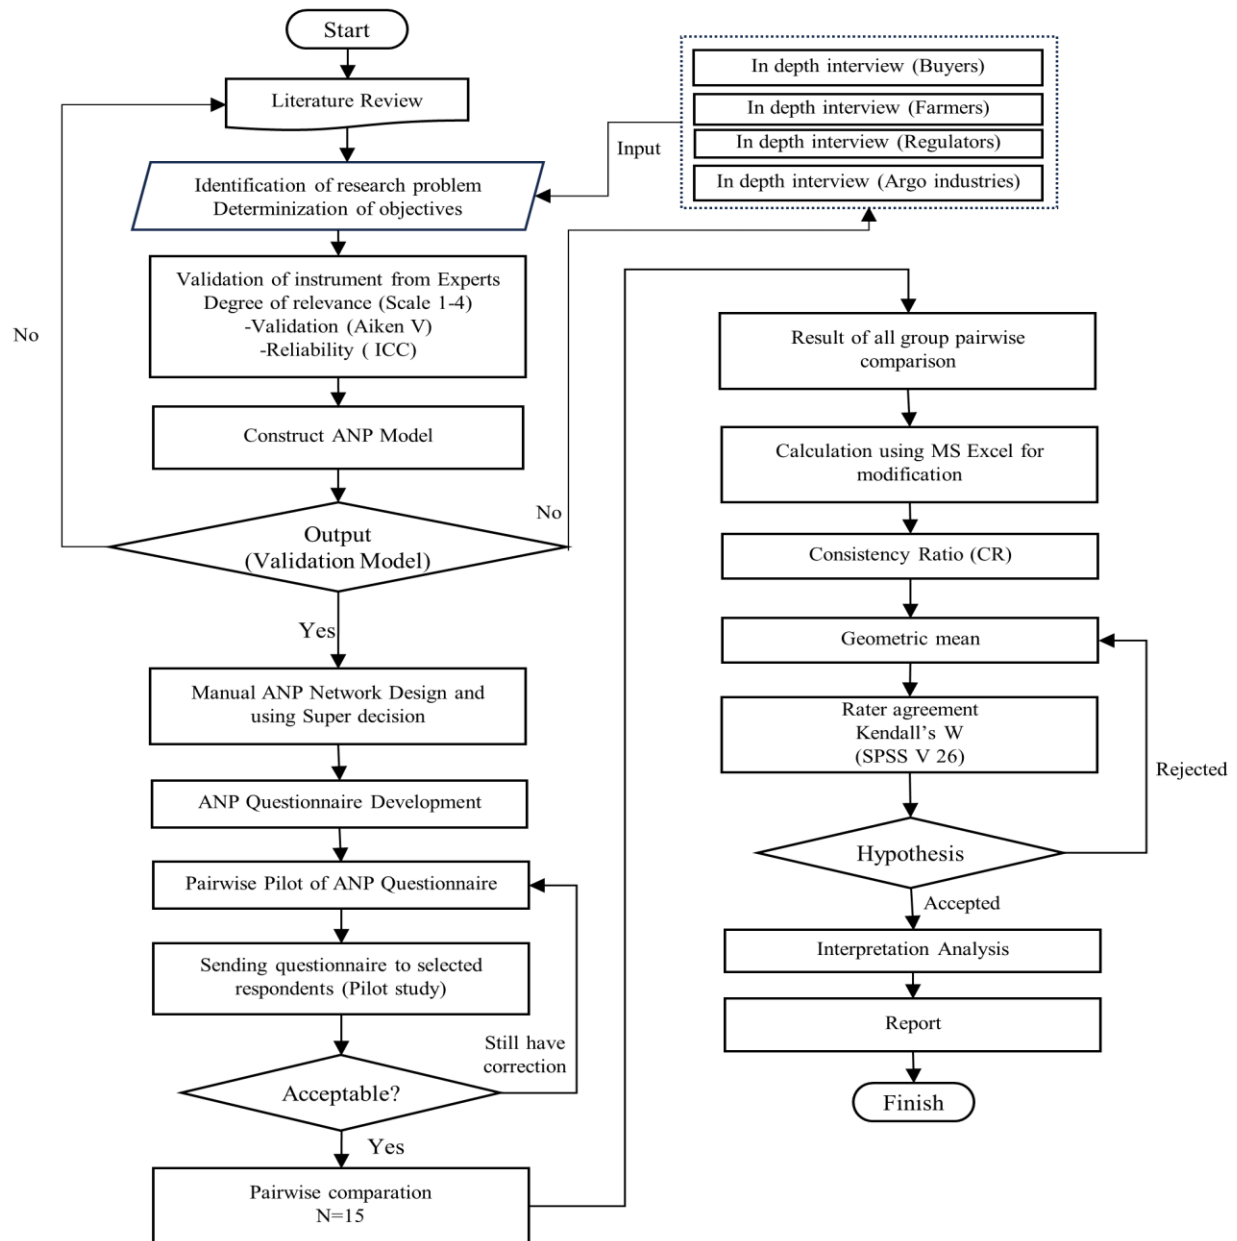 Start
Literature Review
Identification of research problem
Determinization of objectives
Input
In depth interview (Buyers)
In depth interview (Farmers)
In depth interview (Regulators)
In depth interview (Argo industries)
Validation of instrument from Experts
Degree of relevance (Scale 1-4)
-Validation (Aiken V)
-Reliability ( ICC)
Construct ANP Model
No
No
Output
(Validation Model)
Yes
Manual ANP Network Design and
using Super decision
ANP Questionnaire Development
Pairwise Pilot of ANP Questionnaire
Sending questionnaire to selected
respondents (Pilot study)
Still have
correction
Acceptable?
Yes
Pairwise comparation
N=15
Result of all group pairwise
comparison
Calculation using MS Excel for
modification
Consistency Ratio (CR)
Geometric mean
Rater agreement
Kendall's W
(SPSS V 26)
Rejected
Hypothesis
Accepted
Interpretation Analysis
Report
Finish